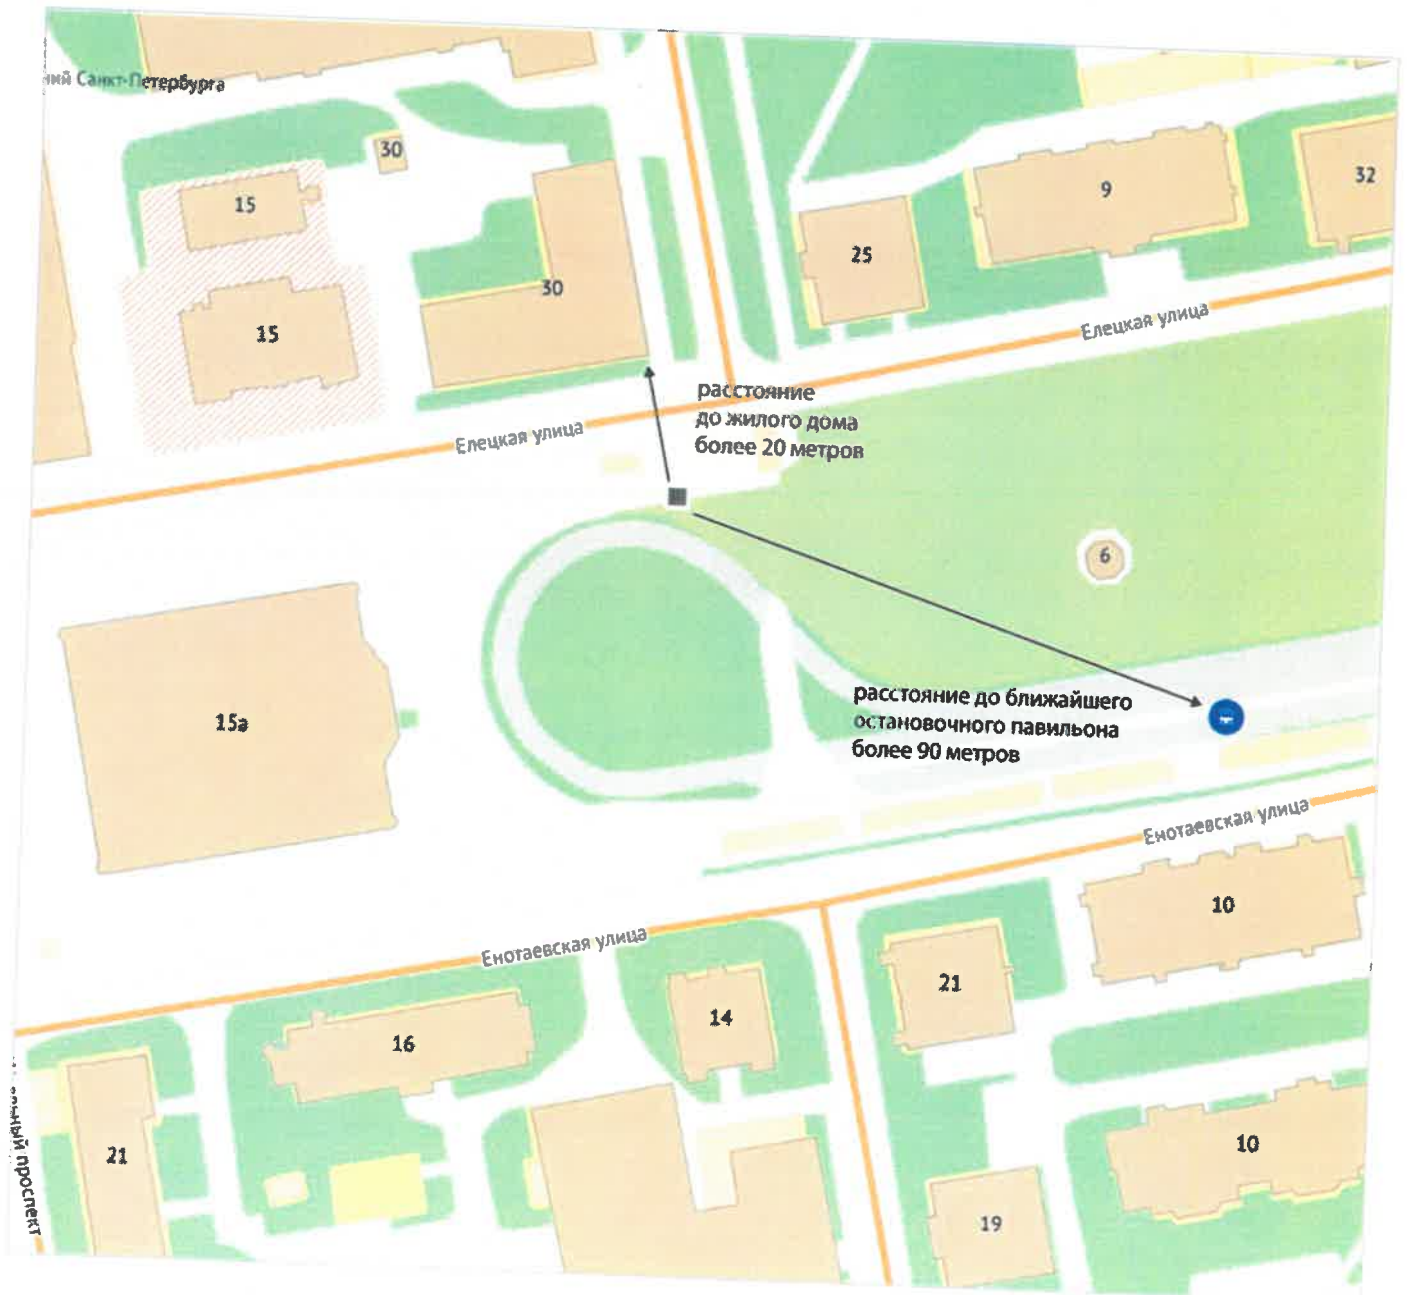 ний Санкт-Петербурга
30
15
9
32
25
30
15
Елецкая улица
расстояние
до жилого дома
более 20 метров
Елецкая улица
6
расстояние до ближайшего
остановочного павильона
более 90 метров
15а
Енотаевская улица
10
Енотаевская улица
21
14
16
21
10
19
проспект